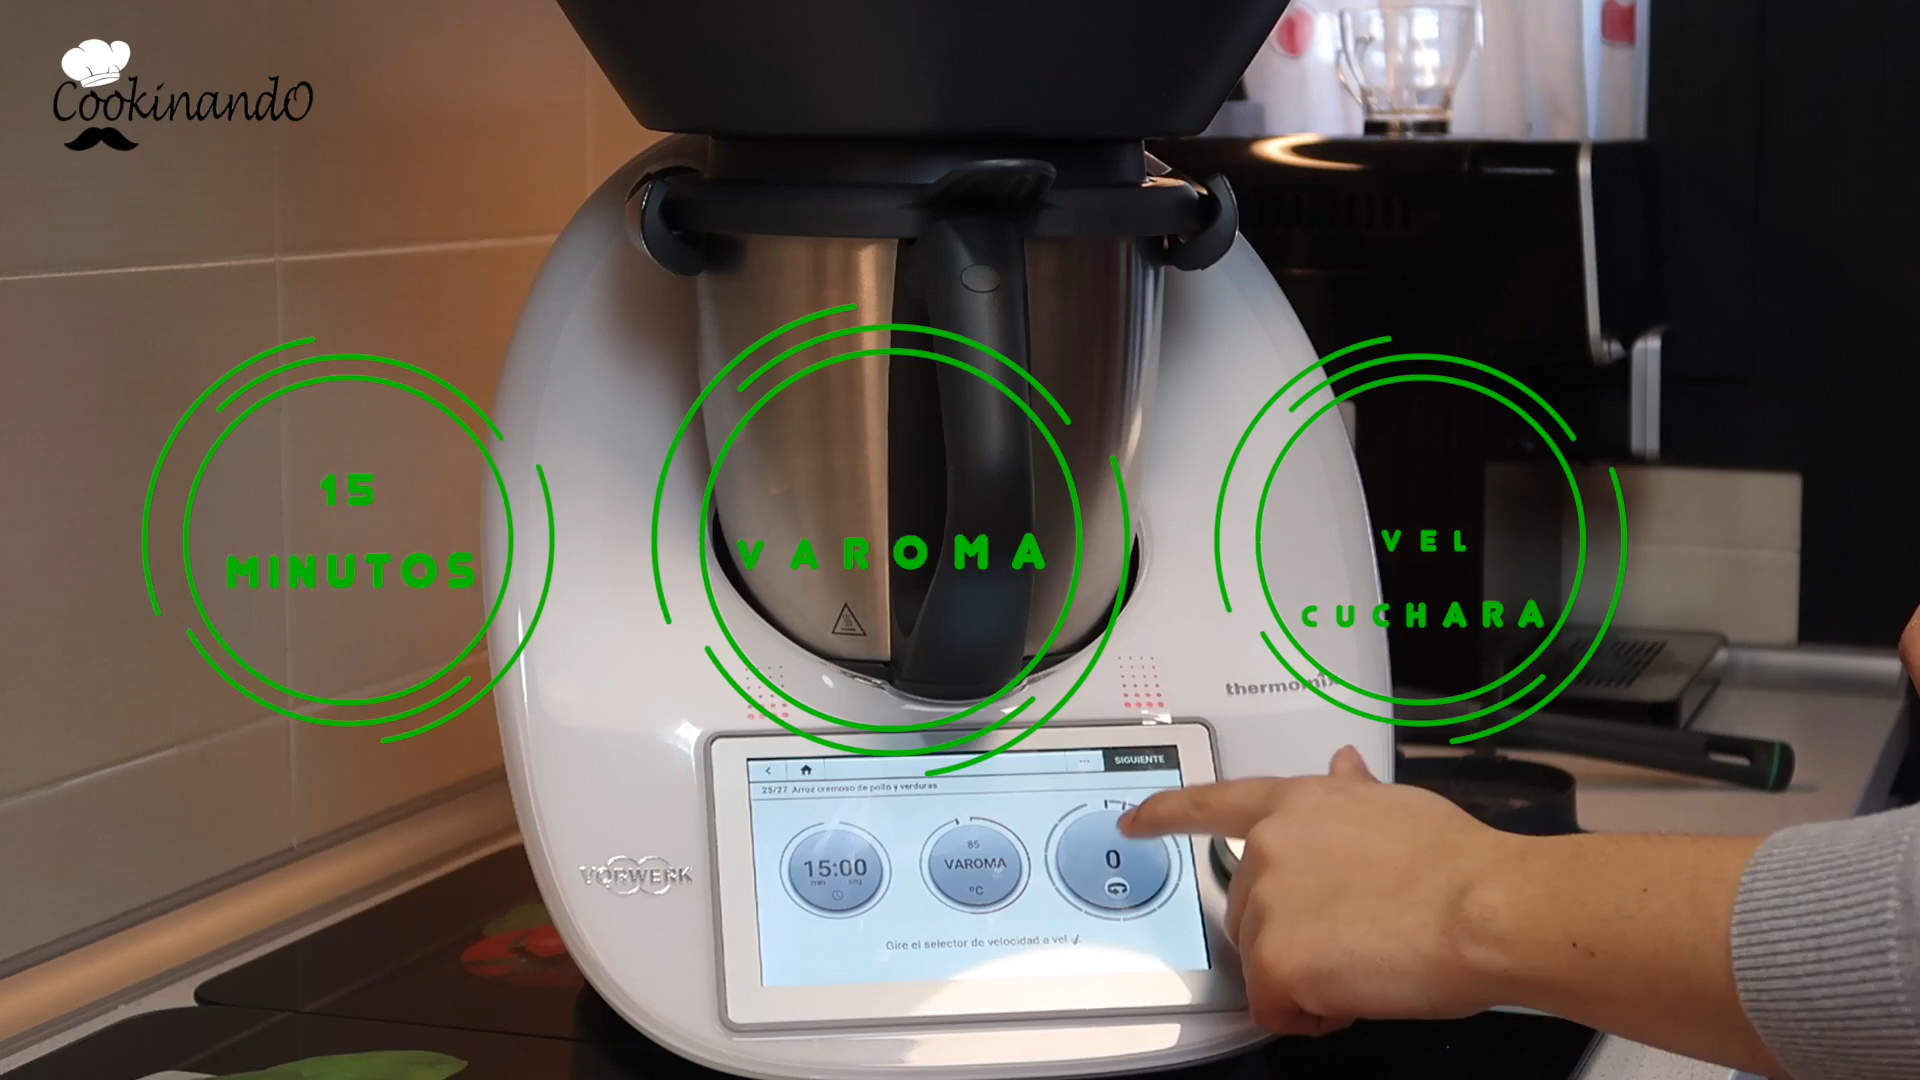 CookinandO
15
MINUTOS
VAROMA
VEL
CUCHARA
thermomix
SIGUIENTE
25/27 Arroz cremoso de pollo y verduras
15:00
min seg
85
VAROMA
°C
0
Gire el selector de velocidad a vel
VORWERK